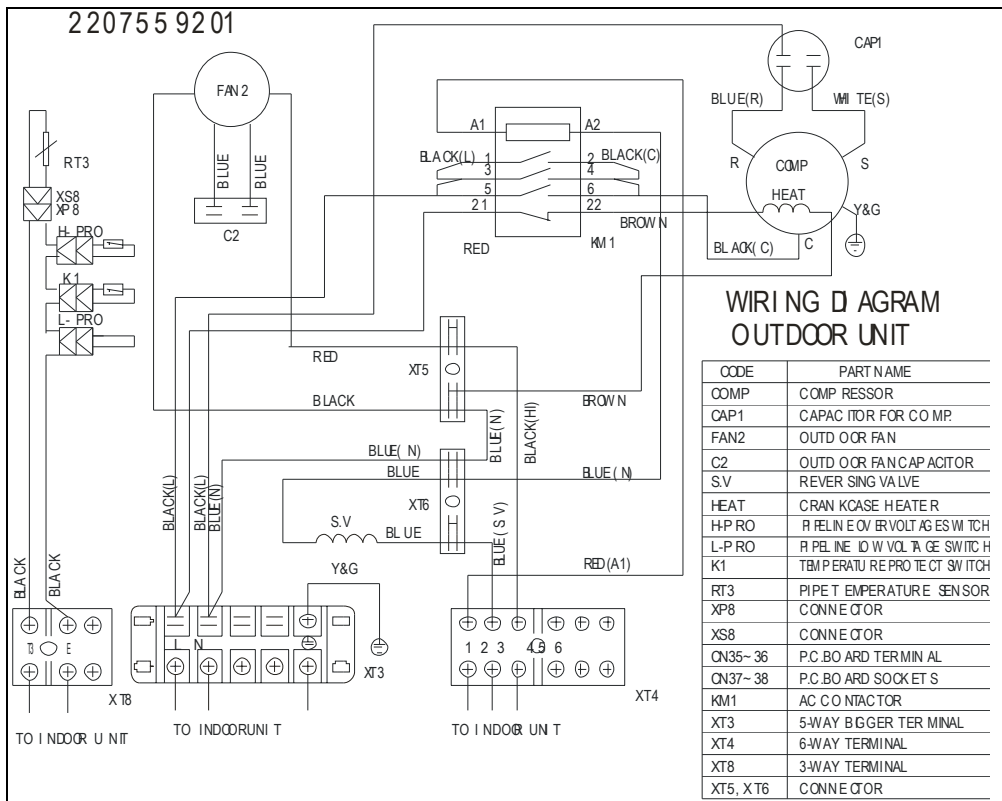 2207559201
FAN2
CAP1
BLUE(R)
WHITE(S)
A1
A2
RT3
BLACK(L)
1
2
BLACK(C)
3
4
R
COMP
S
XS8
XP8
BLUE
BLUE
5
6
HEAT
21
22
Y&G
H-PRO
C2
BROWN
RED
KM1
BLACK(C)
C
K1
L-PRO
WIRING DIAGRAM
OUTDOOR UNIT
RED
XT5
BLACK
BROWN
BLUE(N)
BLACK(HI)
BLUE(N)
BLUE
BLUE(N)
BLACK(L)
BLACK(L)
BLUE(N)
XT6
S.V
BLUE
BLUE(SV)
Y&G
RED(A1)
BLACK
BLACK
T3
E
L
N
XT3
1 2 3 4 5 6
XT8
XT4
TO INDOOR UNIT
TO INDOORUNIT
TO INDOOR UNIT
CODE PART NAME
COMP COMPRESSOR
CAP1 CAPACITOR FOR COMP.
FAN2 OUTDOOR FAN
C2 OUTDOOR FAN CAPACITOR
S.V REVERSING VALVE
HEAT CRANKCASE HEATER
H-PRO PIPELINE OVERVOLTAGE SWITCH
L-PRO PIPELINE LOW VOLTAGE SWITCH
K1 TEMPERATURE PROTECT SWITCH
RT3 PIPE TEMPERATURE SENSOR
XP8 CONNECTOR
XS8 CONNECTOR
CN35~36 P.C.BOARD TERMINAL
CN37~38 P.C.BOARD SOCKETS
KM1 AC CONTACTOR
XT3 5-WAY BIGGER TERMINAL
XT4 6-WAY TERMINAL
XT8 3-WAY TERMINAL
XT5, XT6 CONNECTOR